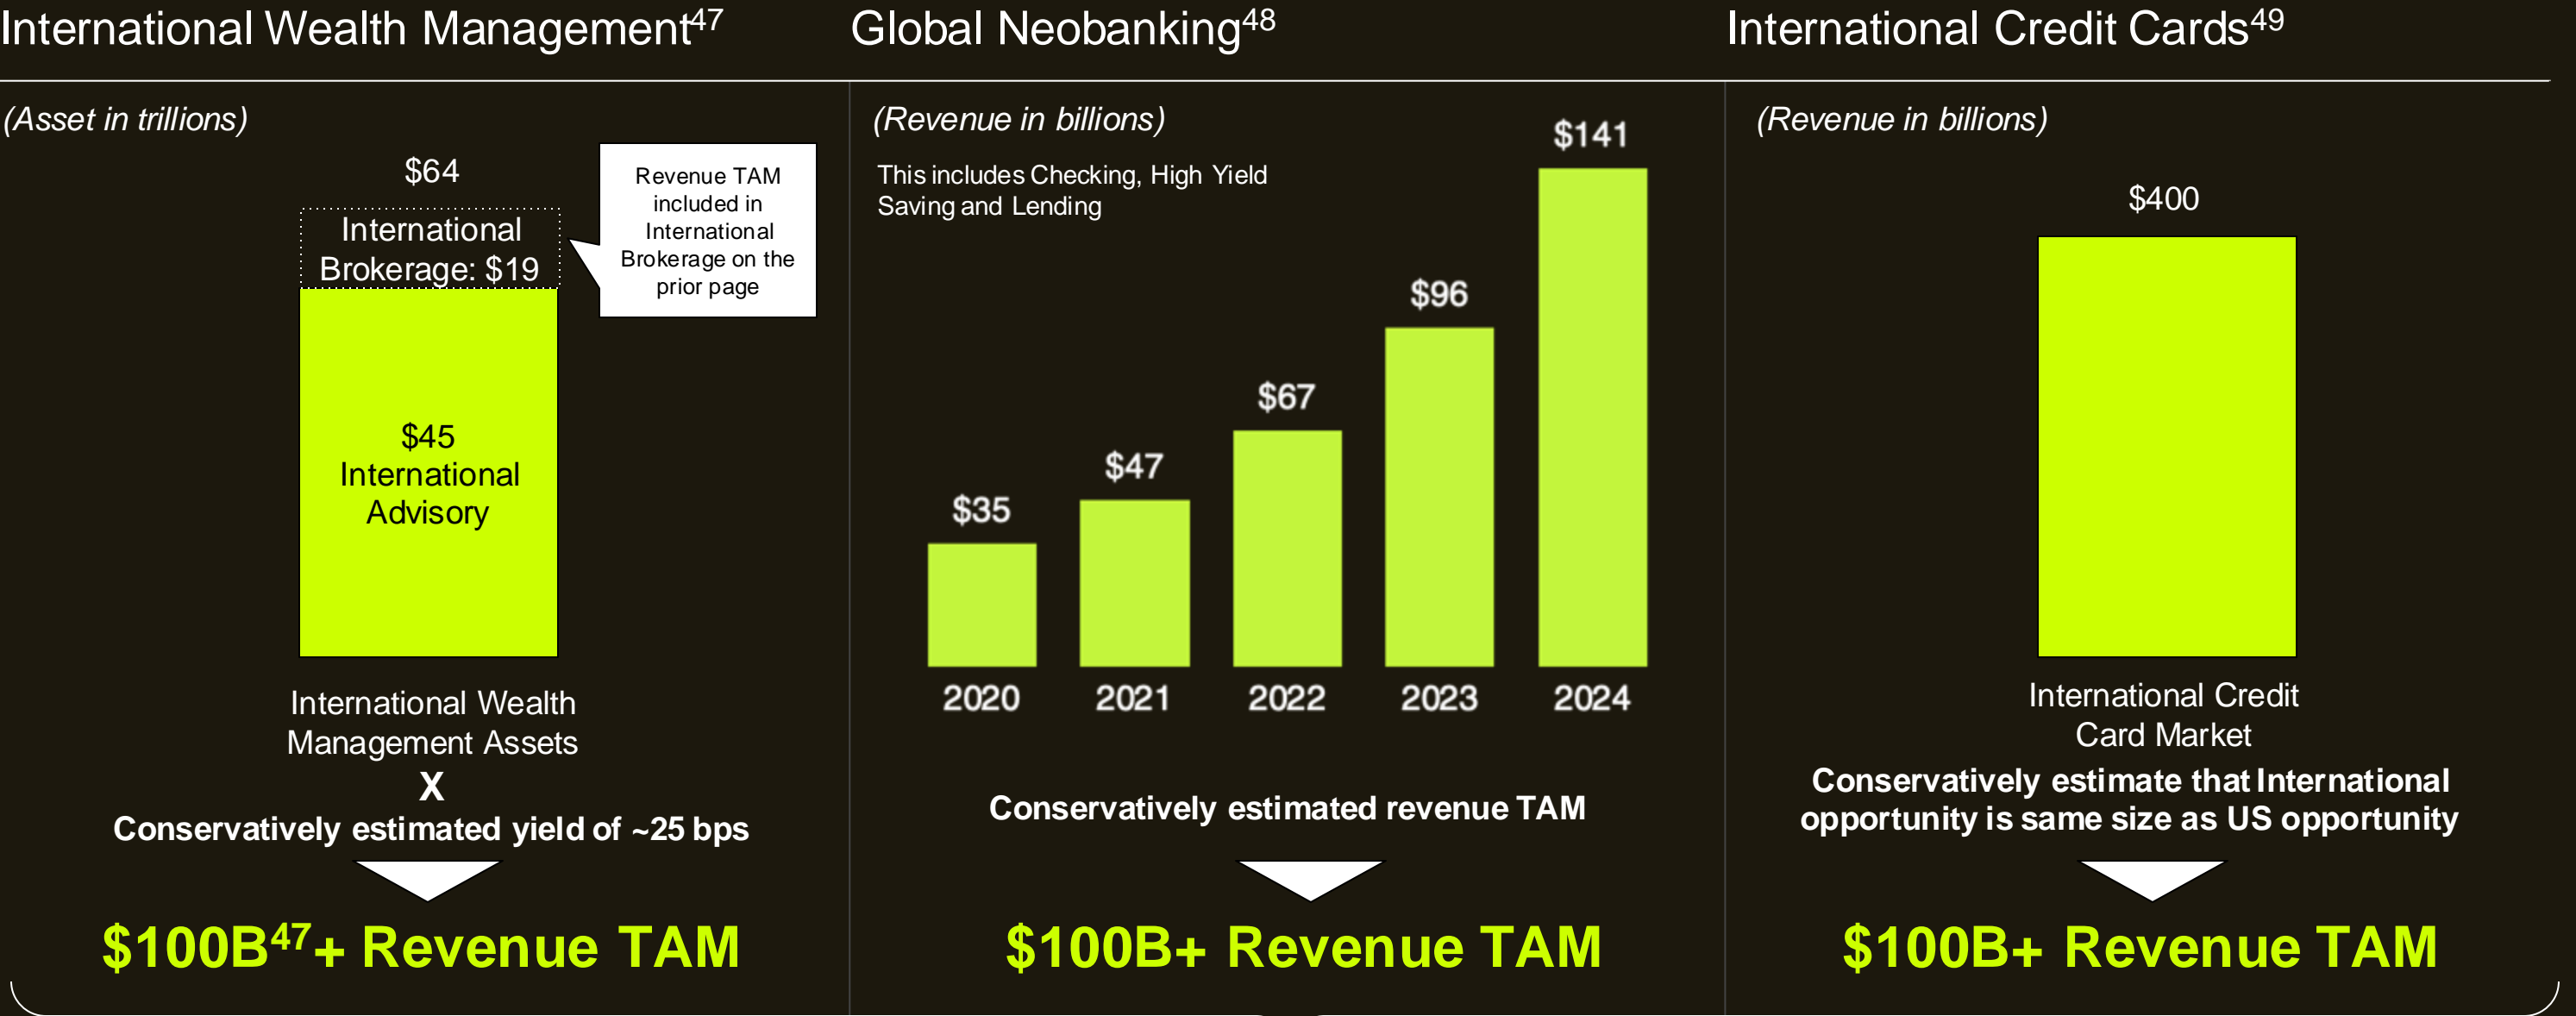 International Wealth Management47
(Asset in trillions)
$64
International
Brokerage: $19
Revenue TAM
included in
International
Brokerage on the
prior page
$45
International
Advisory
International Wealth
Management Assets
X
Conservatively estimated yield of ~25 bps
$100B47+ Revenue TAM
Global Neobanking48
(Revenue in billions)
This includes Checking, High Yield
Saving and Lending
$35
$47
$67
$96
$141
2020 2021 2022 2023 2024
Conservatively estimated revenue TAM
$100B+ Revenue TAM
International Credit Cards49
(Revenue in billions)
$400
International Credit
Card Market
Conservatively estimate that International
opportunity is same size as US opportunity
$100B+ Revenue TAM